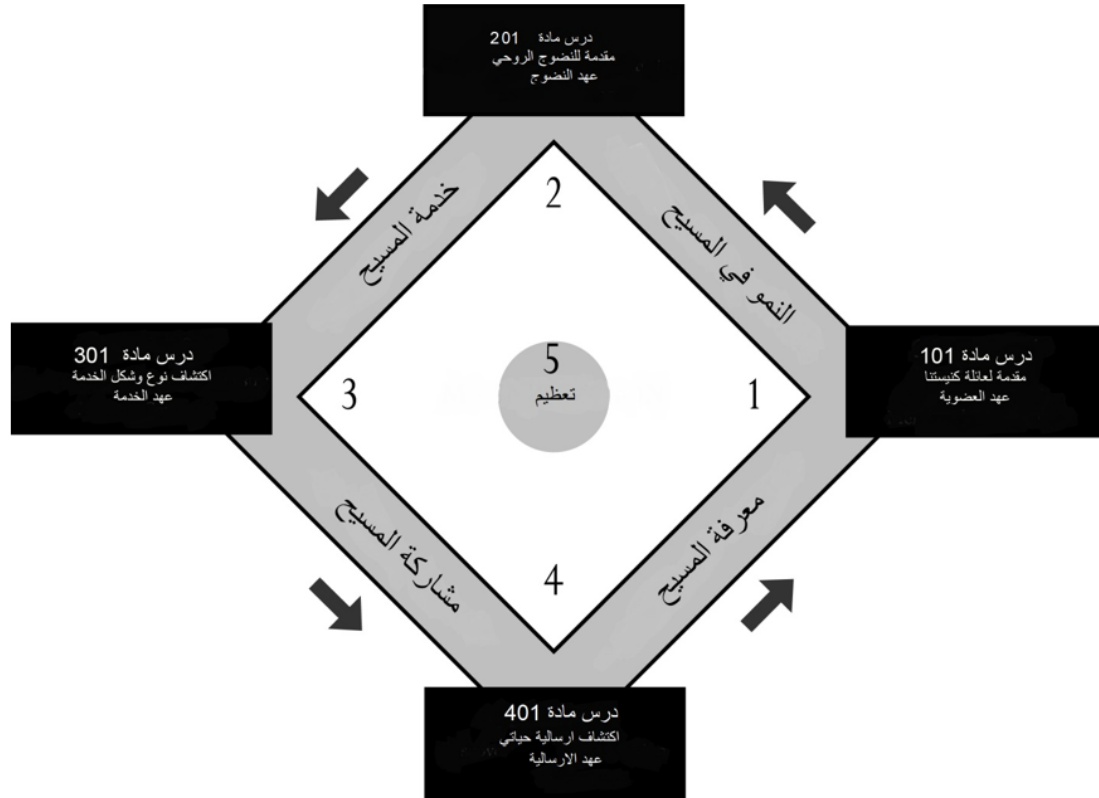 درس مادة 201
مقدمة للنضوج الروحي
عهد النضوج
خدمة المسيح
النمو في المسيح
2
درس مادة 301
اكتشاف نوع وشكل الخدمة
عهد الخدمة
3
5
تعظيم
1
درس مادة 101
مقدمة لعائلة كنيستنا
عهد العضوية
مشاركة المسيح
معرفة المسيح
4
درس مادة 401
اكتشاف ارسالية حياتي
عهد الارسالية